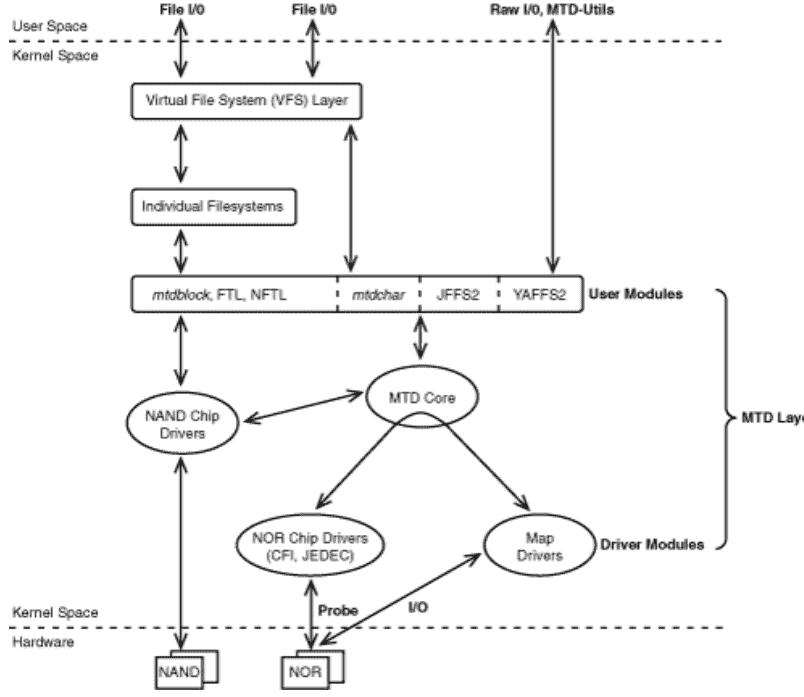 File I/0
File I/0
Raw I/0, MTD-Utils
User Space
Kernel Space
Virtual File System (VFS) Layer
Individual Filesystems
mtdblock, FTL, NFTL
mtdchar
JFFS2
YAFFS2
User Modules
NAND Chip
Drivers
MTD Core
MTD Laye
NOR Chip Drivers
(CFI, JEDEC)
Map
Drivers
Driver Modules
Kernel Space
Probe
I/O
Hardware
NAND
NOR